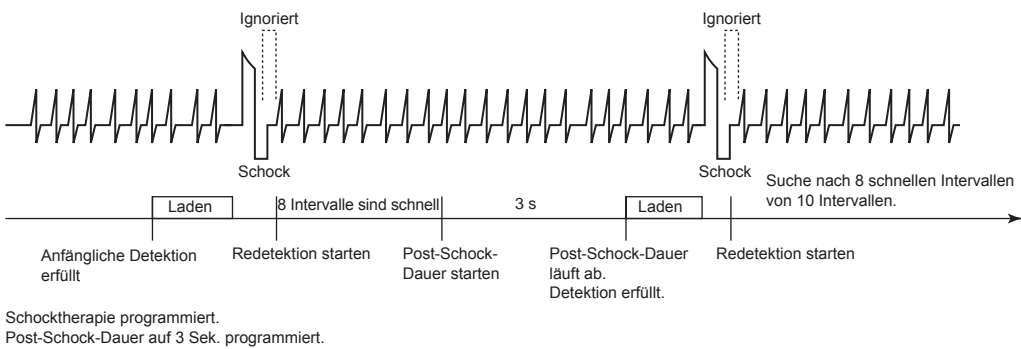 Ignoriert
Ignoriert
Schock
Schock
Suche nach 8 schnellen Intervallen
von 10 Intervallen.
Laden
8 Intervalle sind schnell
3 s
Laden
Anfängliche Detektion
erfüllt
Redetektion starten
Post-Schock-
Dauer starten
Post-Schock-Dauer
läuft ab.
Detektion erfüllt.
Redetektion starten
Schocktherapie programmiert.
Post-Schock-Dauer auf 3 Sek. programmiert.